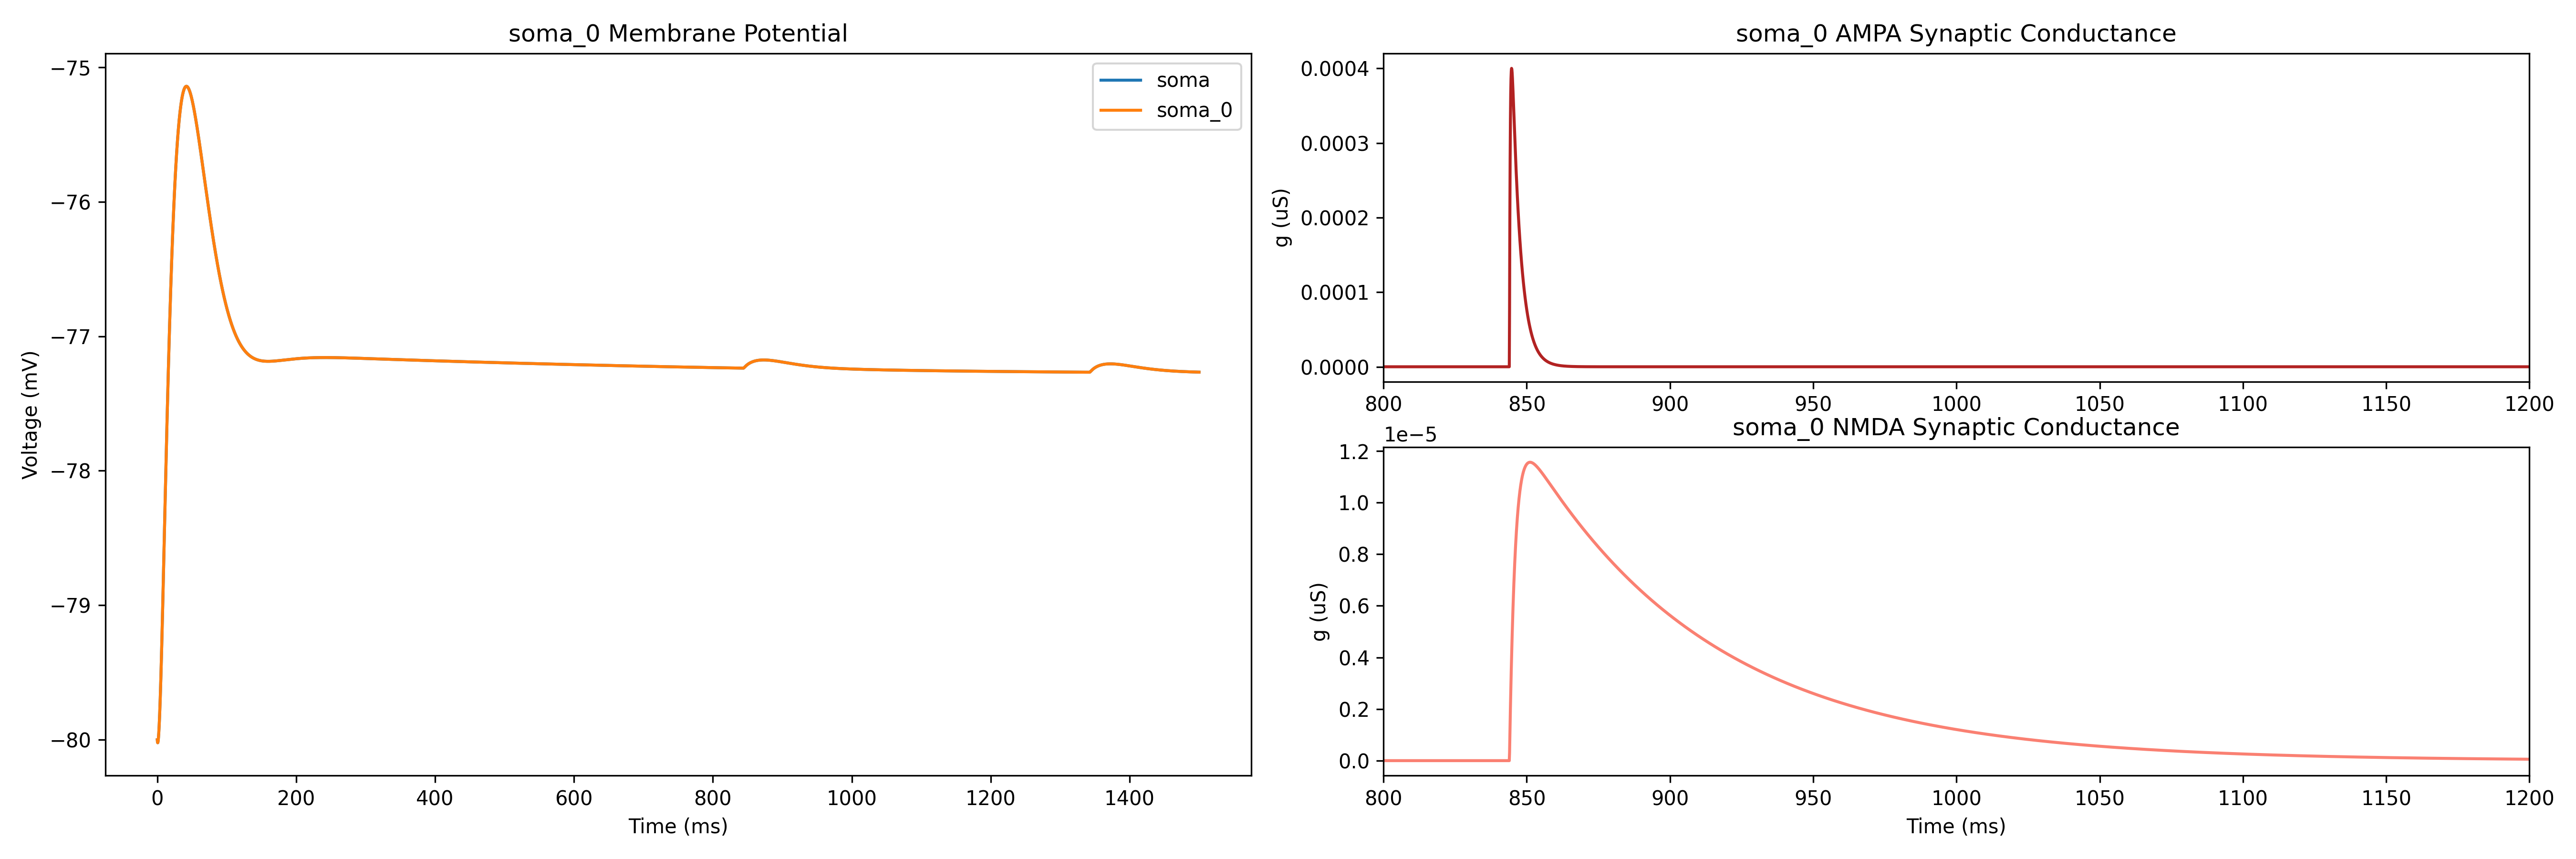 soma_0 Membrane Potential
−75
−76
−77
−78
−79
−80
Voltage (mV)
0 200 400 600 800 1000 1200 1400
Time (ms)
soma
soma_0
soma_0 AMPA Synaptic Conductance
0.0004
0.0003
0.0002
0.0001
0.0000
g (uS)
800 850 900 950 1000 1050 1100 1150 1200
soma_0 NMDA Synaptic Conductance
1e−5
1.2
1.0
0.8
0.6
0.4
0.2
0.0
g (uS)
800 850 900 950 1000 1050 1100 1150 1200
Time (ms)